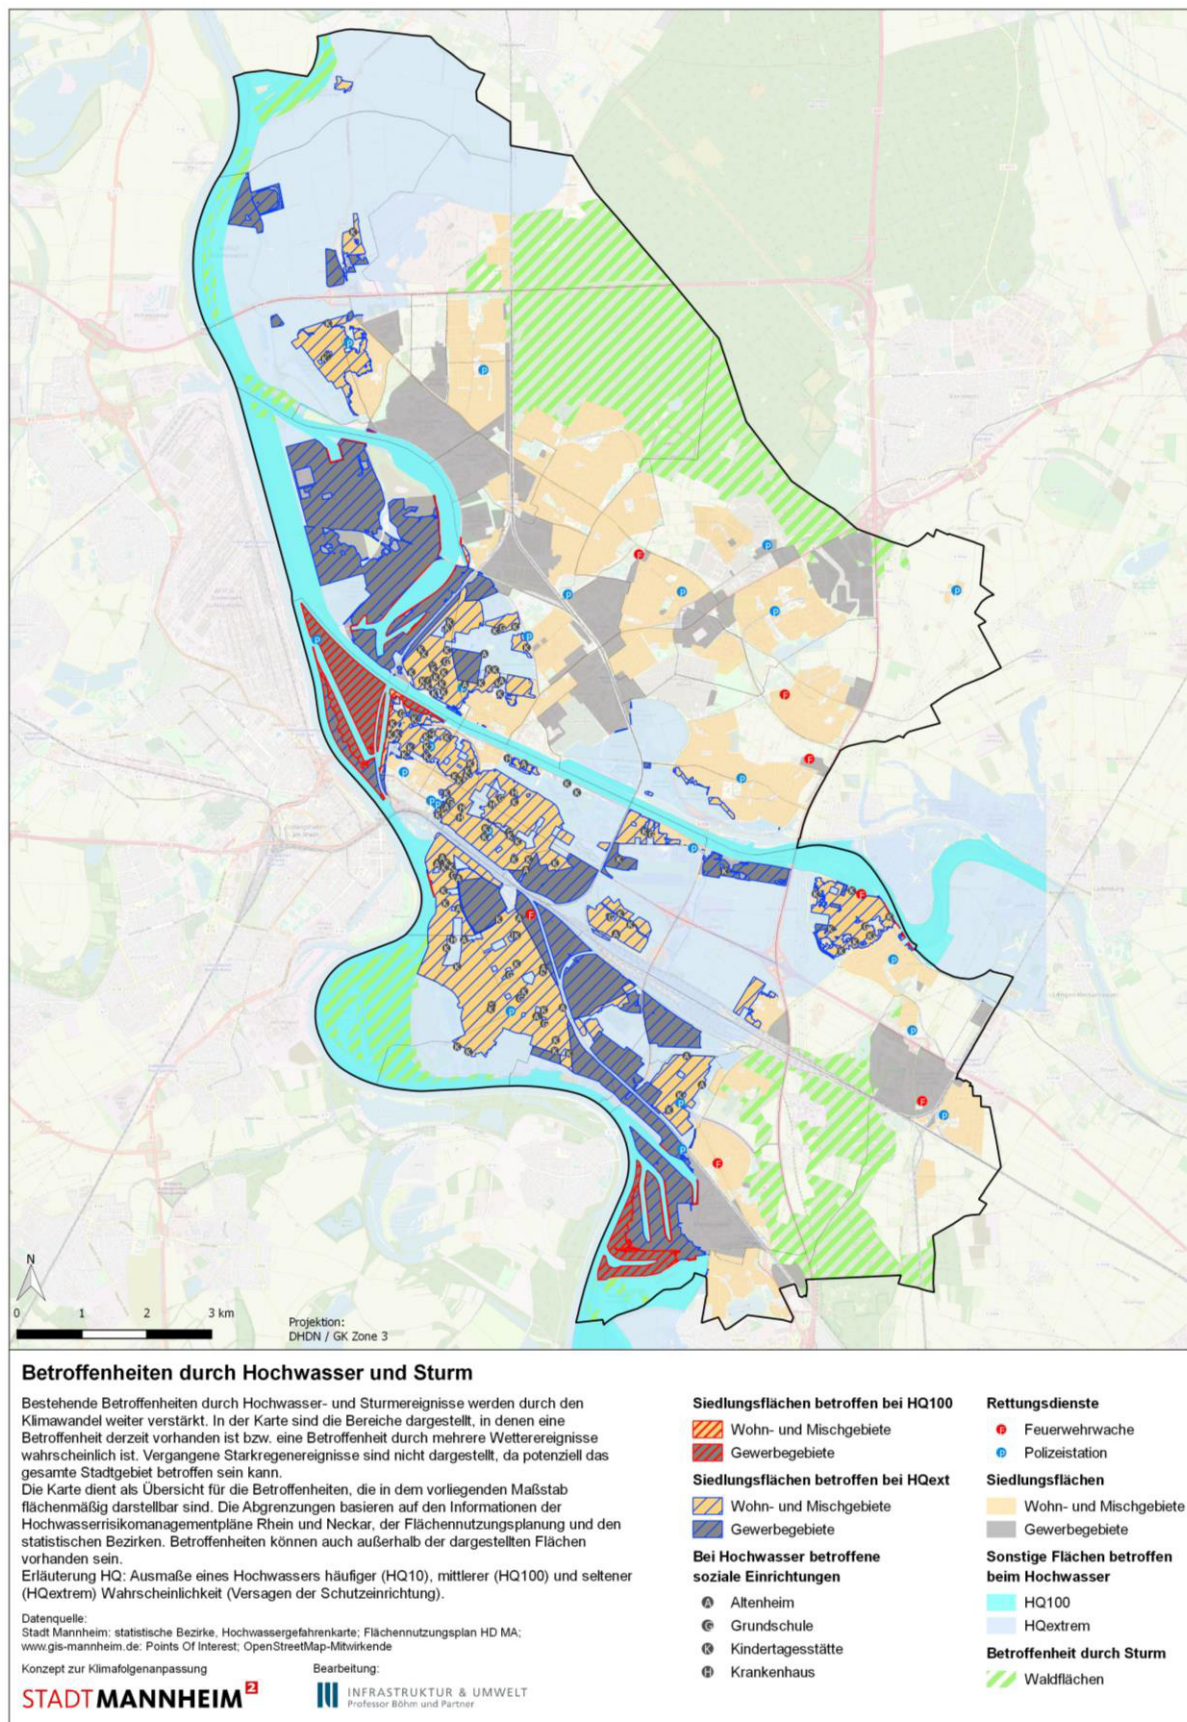 N
0 1 2 3 km
Projektion:
DHDN / GK Zone 3
Betroffenheiten durch Hochwasser und Sturm
Bestehende Betroffenheiten durch Hochwasser- und Sturmereignisse werden durch den
Klimawandel weiter verstärkt. In der Karte sind die Bereiche dargestellt, in denen eine
Betroffenheit derzeit vorhanden ist bzw. eine Betroffenheit durch mehrere Wetterereignisse
wahrscheinlich ist. Vergangene Starkregenereignisse sind nicht dargestellt, da potenziell das
gesamte Stadtgebiet betroffen sein kann.
Die Karte dient als Übersicht für die Betroffenheiten, die in dem vorliegenden Maßstab
flächenmäßig darstellbar sind. Die Abgrenzungen basieren auf den Informationen der
Hochwasserrisikomanagementpläne Rhein und Neckar, der Flächennutzungsplanung und den
statistischen Bezirken. Betroffenheiten können auch außerhalb der dargestellten Flächen
vorhanden sein.
Erläuterung HQ: Ausmaße eines Hochwassers häufiger (HQ10), mittlerer (HQ100) und seltener
(HQextrem) Wahrscheinlichkeit (Versagen der Schutzeinrichtung).
Datenquelle:
Stadt Mannheim: statistische Bezirke, Hochwassergefahrenkarte; Flächennutzungsplan HD MA;
www.gis-mannheim.de: Points Of Interest; OpenStreetMap-Mitwirkende
Konzept zur Klimafolgenanpassung
STADTMANNHEIM²
Bearbeitung:
INFRASTRUKTUR & UMWELT
Professor Böhm und Partner
Siedlungsflächen betroffen bei HQ100
Wohn- und Mischgebiete
Gewerbegebiete
Siedlungsflächen betroffen bei HQext
Wohn- und Mischgebiete
Gewerbegebiete
Bei Hochwasser betroffene
soziale Einrichtungen
A Altenheim
G Grundschule
K Kindertagesstätte
H Krankenhaus
Rettungsdienste
F Feuerwehrwache
P Polizeistation
Siedlungsflächen
Wohn- und Mischgebiete
Gewerbegebiete
Sonstige Flächen betroffen
beim Hochwasser
HQ100
HQextrem
Betroffenheit durch Sturm
Waldflächen